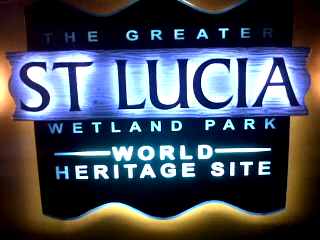 THE GREATER
ST LUCIA
WETLAND PARK
WORLD
HERITAGE SITE